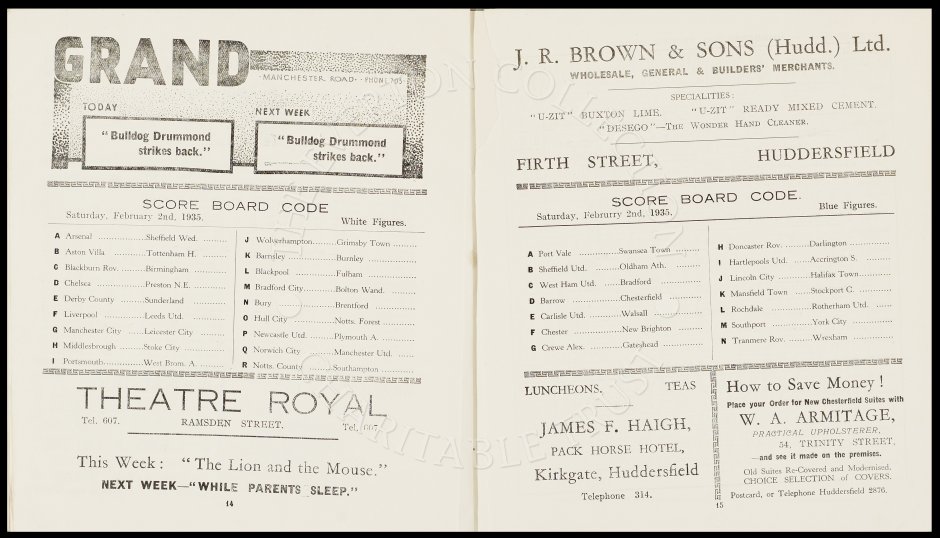 GRAND
MANCHESTER ROAD. PHONE 705
TODAY
"Bulldog Drummond
strikes back."
NEXT WEEK
"Bulldog Drummond
strikes back."
SCORE BOARD CODE
Saturday, February 2nd, 1935. White Figures.
A Arsenal ..................Sheffield Wed. .........
B Aston Villa ...............Tottenham H. .........
C Blackburn Rov. ..........Birmingham ............
D Chelsea ..................Preston N.E. ............
E Derby County ............Sunderland ............
F Liverpool ..................Leeds Utd. ............
G Manchester City .........Leicester City .........
H Middlesbrough .........Stoke City ............
I Portsmouth...............West Brom. A..........
J Wolverhampton.........Grimsby Town .........
K Barnsley ..................Burnley ..................
L Blackpool ..................Fulham ..................
M Bradford City............Bolton Wand. .........
N Bury ......................Brentford ...............
O Hull City ..................Notts. Forest ............
P Newcastle Utd............Plymouth A. ............
Q Norwich City ............Manchester Utd. ......
R Notts. County ............Southampton ............
THEATRE ROYAL
Tel. 607. RAMSDEN STREET. Tel. 607.
This Week: "The Lion and the Mouse."
NEXT WEEK—"WHILE PARENTS SLEEP."
14
J. R. BROWN & SONS (Hudd.) Ltd.
WHOLESALE, GENERAL & BUILDERS' MERCHANTS.
SPECIALITIES:
"U-ZIT" BUXTON LIME. "U-ZIT" READY MIXED CEMENT.
"DESEGO"—THE WONDER HAND CLEANER.
FIRTH STREET, HUDDERSFIELD
SCORE BOARD CODE.
Saturday, Februrry 2nd, 1935. Blue Figures.
A Port Vale ...............Swansea Town .........
B Sheffield Utd. .........Oldham Ath. .........
C West Ham Utd. ......Bradford ...............
D Barrow ..................Chesterfield ............
E Carlisle Utd. ............Walsall ..................
F Chester ..................New Brighton .........
G Crewe Alex. ............Gateshead ...............
H Doncaster Rov. .........Darlington ...............
I Hartlepools Utd. ......Accrington S. ............
J Lincoln City ............Halifax Town............
K Mansfield Town ......Stockport C. ............
L Rochdale ...............Rotherham Utd. ......
M Southport ...............York City ...............
N Tranmere Rov. .........Wrexham ...............
LUNCHEONS. TEAS
JAMES F. HAIGH,
PACK HORSE HOTEL,
Kirkgate, Huddersfield
Telephone 314.
How to Save Money!
Place your Order for New Chesterfield Suites with
W. A. ARMITAGE,
PRACTICAL UPHOLSTERER,
54, TRINITY STREET,
—and see it made on the premises.
Old Suites Re-Covered and Modernised.
CHOICE SELECTION of COVERS.
Postcard, or Telephone Huddersfield 2876.
15